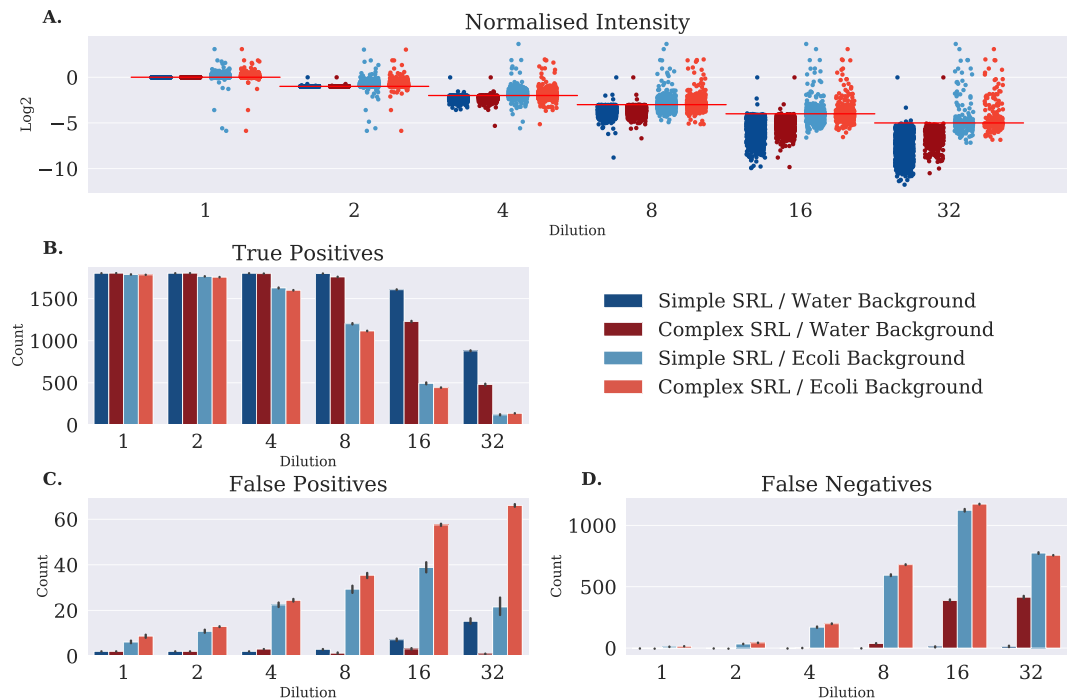 A.
Normalised Intensity
Log2
0
−5
−10
1 2 4 8 16 32
Dilution
B.
True Positives
Count
1500
1000
500
0
1 2 4 8 16 32
Dilution
Simple SRL / Water Background
Complex SRL / Water Background
Simple SRL / Ecoli Background
Complex SRL / Ecoli Background
C.
False Positives
Count
60
40
20
0
1 2 4 8 16 32
Dilution
D.
False Negatives
Count
1000
500
0
1 2 4 8 16 32
Dilution